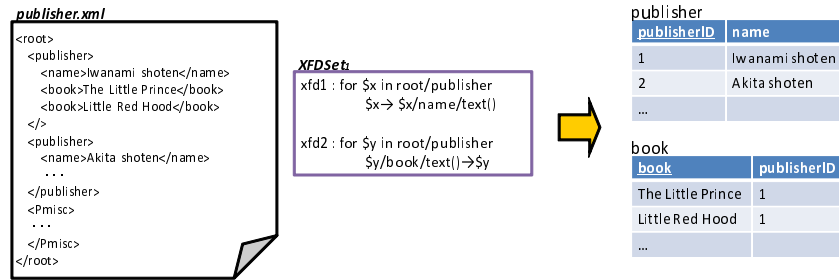 publisher.xml
<root>
<publisher>
<name>Iwanami shoten</name>
<book>The Little Prince</book>
<book>Little Red Hood</book>
</>
<publisher>
<name>Akita shoten</name>
...
</publisher>
<Pmisc>
...
</Pmisc>
</root>
XFDSet1
xfd1 : for $x in root/publisher
$x→ $x/name/text()
xfd2 : for $y in root/publisher
$y/book/text()→$y
publisher
publisherID name
1 Iwanami shoten
2 Akita shoten
...
book
book publisherID
The Little Prince 1
Little Red Hood 1
...